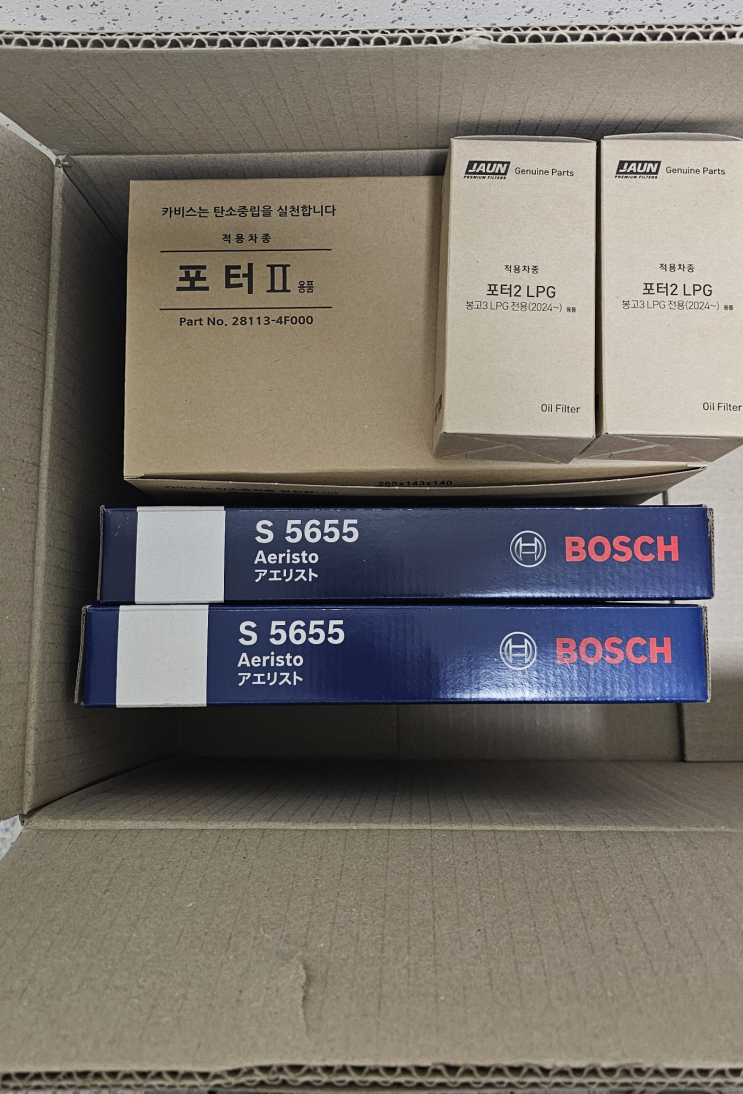 카비스는 탄소중립을 실천합니다
적용차종
포터Ⅱ 용품
Part No. 28113-4F000
265x143x140
JAUN Genuine Parts
PREMIUM FILTERS
적용차종
포터2 LPG
봉고3 LPG 전용(2024~) 용품
Oil Filter
JAUN Genuine Parts
PREMIUM FILTERS
적용차종
포터2 LPG
봉고3 LPG 전용(2024~) 용품
Oil Filter
S 5655
Aeristo
アエリスト
BOSCH
S 5655
Aeristo
アエリスト
BOSCH